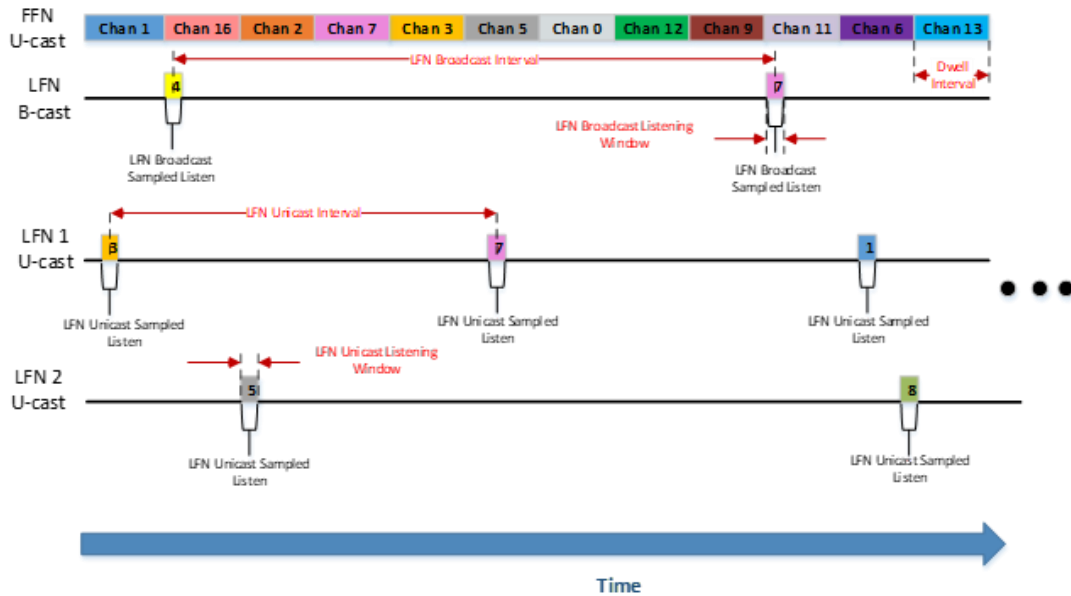 FFN
U-cast
Chan 1 Chan 16 Chan 2 Chan 7 Chan 3 Chan 5 Chan 0 Chan 12 Chan 9 Chan 11 Chan 6 Chan 13
LFN Broadcast Interval
Dwell
Interval
LFN
B-cast
4
7
LFN Broadcast Listening
Window
LFN Broadcast
Sampled Listen
LFN Broadcast
Sampled Listen
LFN Unicast Interval
LFN 1
U-cast
3
7
1
LFN Unicast Sampled
Listen
LFN Unicast Sampled
Listen
LFN Unicast Sampled
Listen
LFN Unicast Listening
Window
LFN 2
U-cast
5
8
LFN Unicast Sampled
Listen
LFN Unicast Sampled
Listen
Time